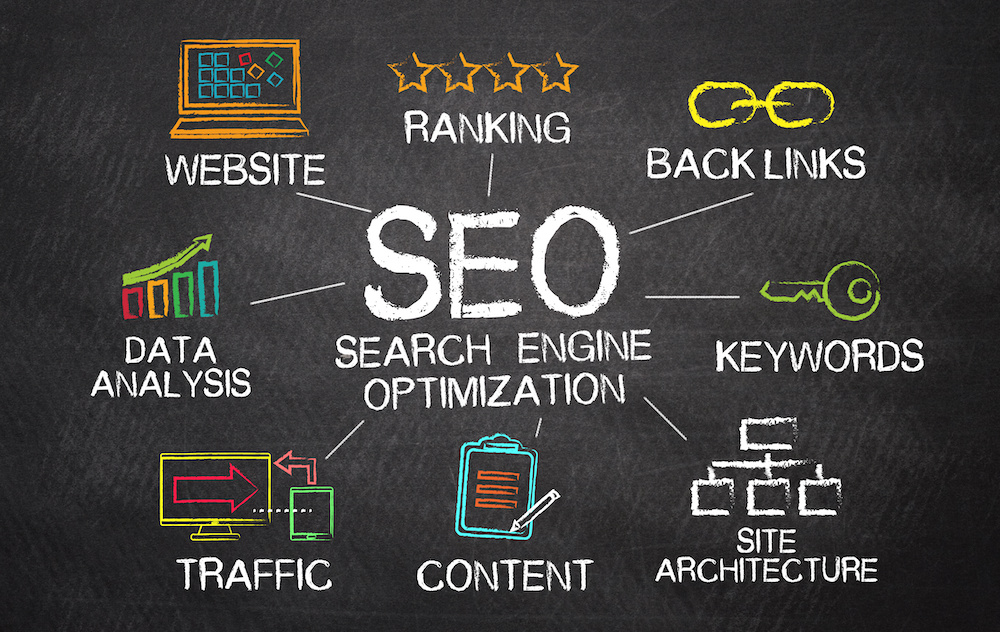 RANKING
WEBSITE
BACK LINKS
SEO
SEARCH ENGINE
OPTIMIZATION
DATA
ANALYSIS
KEYWORDS
TRAFFIC
CONTENT
SITE
ARCHITECTURE